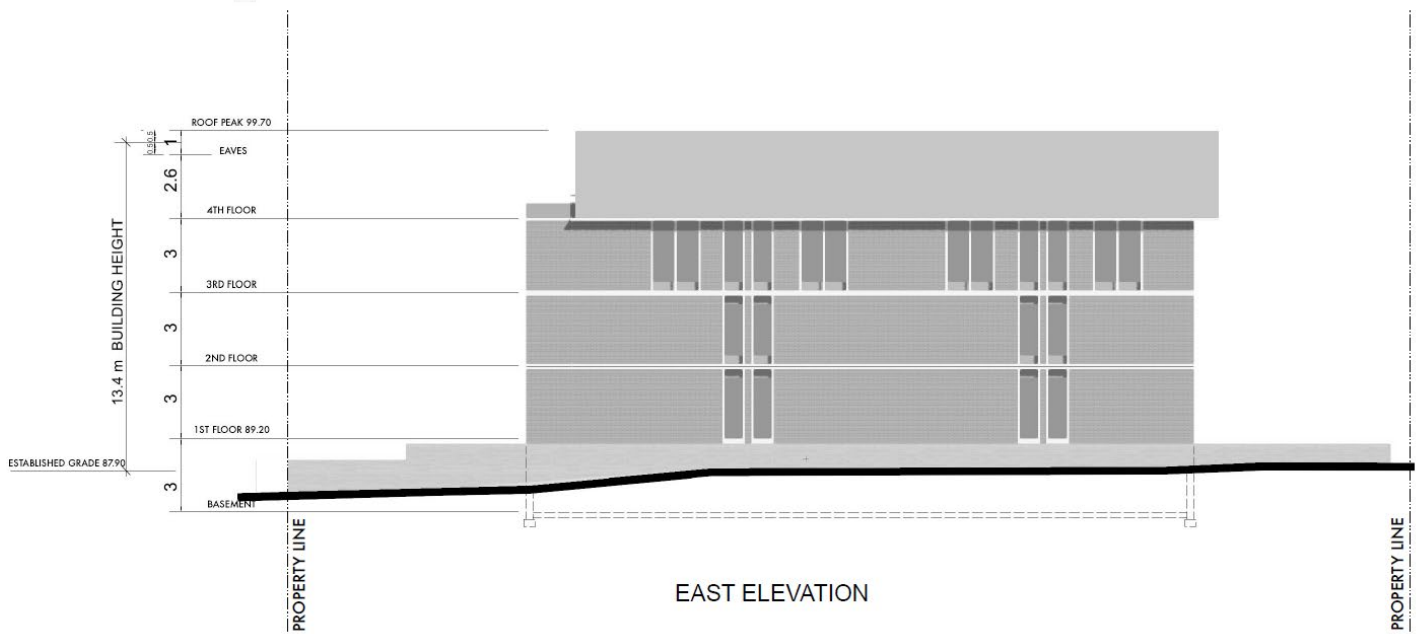 ROOF PEAK 99.70
0.5
0.5
1
EAVES
2.6
4TH FLOOR
3
3RD FLOOR
3
2ND FLOOR
3
1ST FLOOR 89.20
ESTABLISHED GRADE 87.90
3
BASEMENT
13.4 m BUILDING HEIGHT
PROPERTY LINE
EAST ELEVATION
PROPERTY LINE